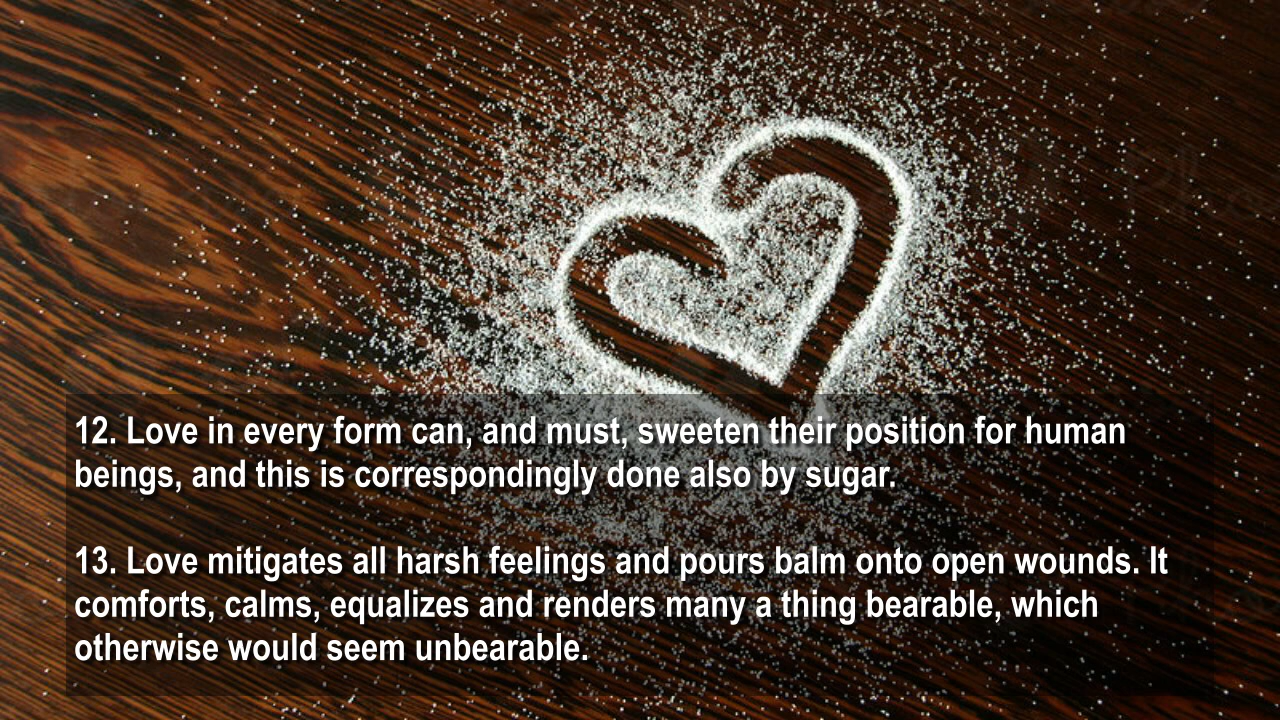 12. Love in every form can, and must, sweeten their position for human
beings, and this is correspondingly done also by sugar.
13. Love mitigates all harsh feelings and pours balm onto open wounds. It
comforts, calms, equalizes and renders many a thing bearable, which
otherwise would seem unbearable.